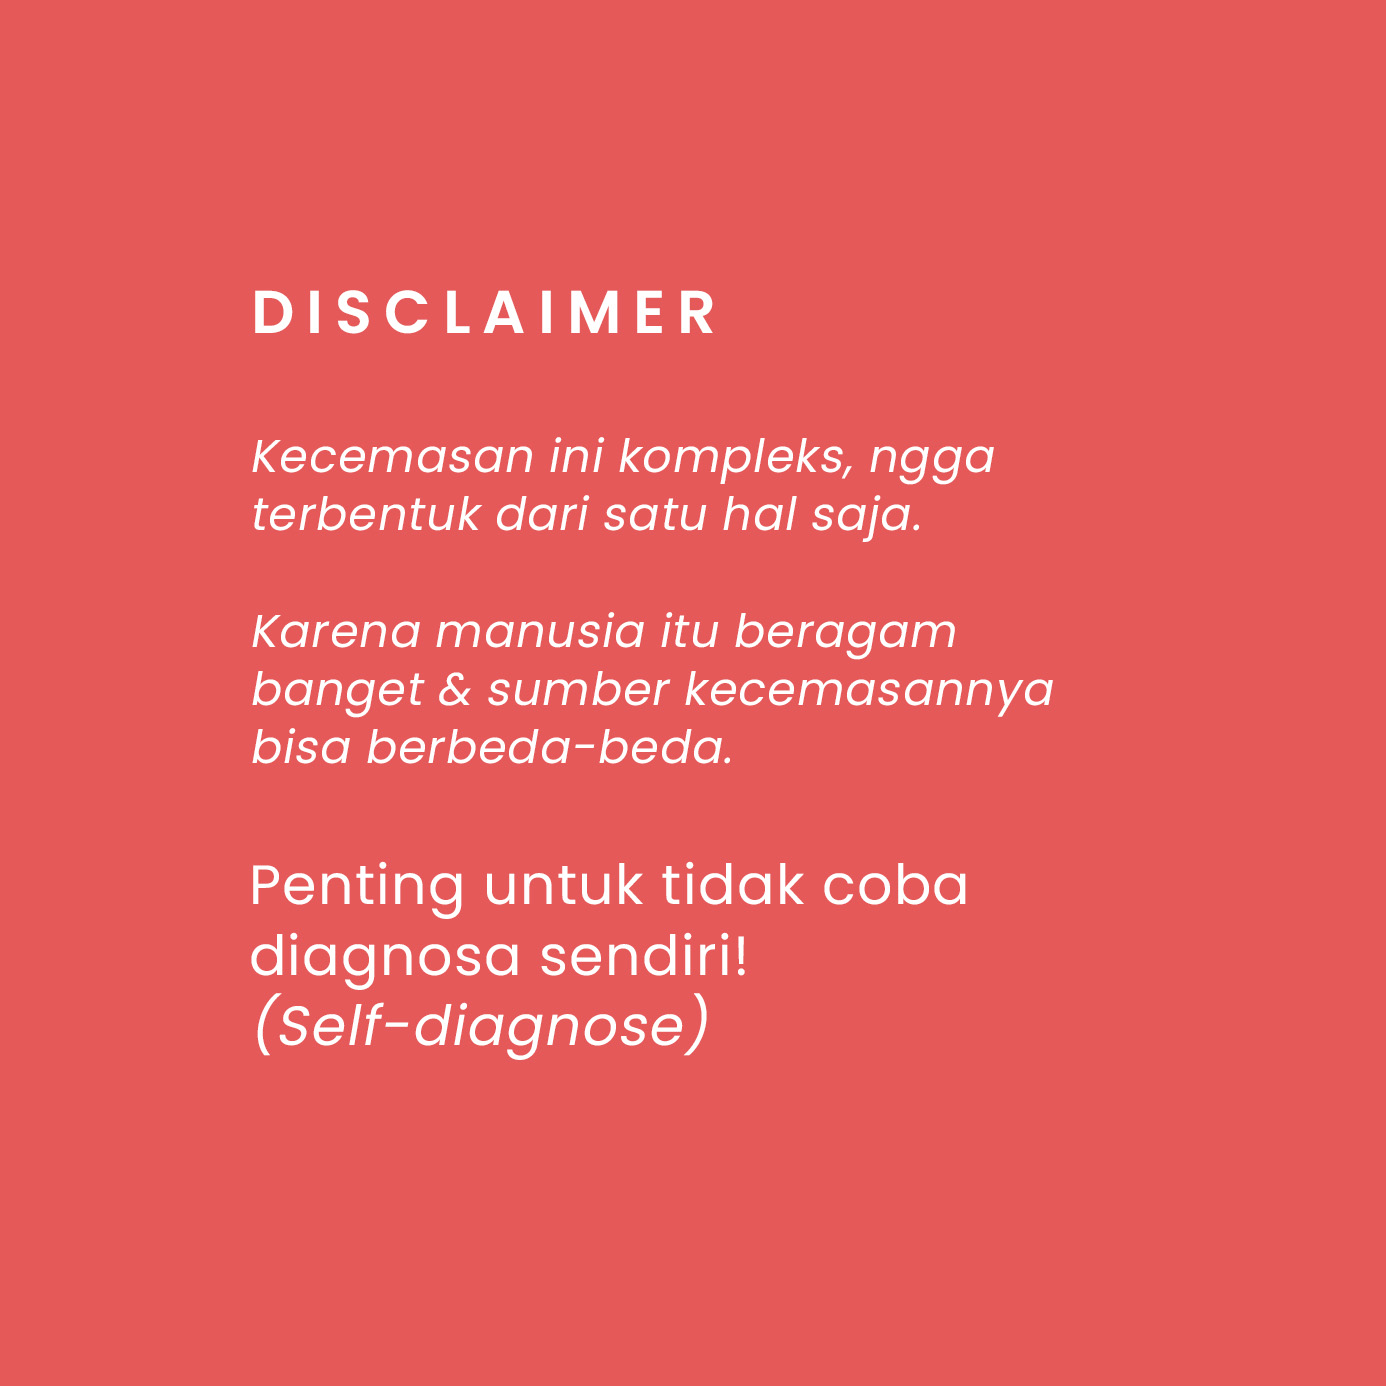 DISCLAIMER
Kecemasan ini kompleks, ngga
terbentuk dari satu hal saja.
Karena manusia itu beragam
banget & sumber kecemasannya
bisa berbeda-beda.
Penting untuk tidak coba
diagnosa sendiri!
(Self-diagnose)